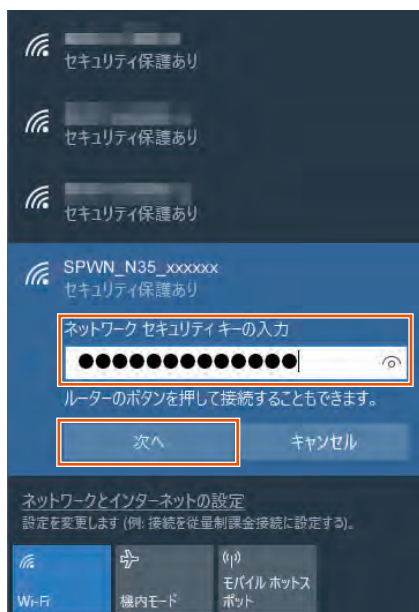 セキュリティ保護あり
セキュリティ保護あり
セキュリティ保護あり
SPWN_N35_xxxxxx
セキュリティ保護あり
ネットワーク セキュリティ キーの入力
●●●●●●●●●●●●●
ルーターのボタンを押して接続することもできます。
次へ
キャンセル
ネットワークとインターネットの設定
設定を変更します (例: 接続を従量制課金接続に設定する)。
Wi-Fi
機内モード
モバイル ホットス
ポット